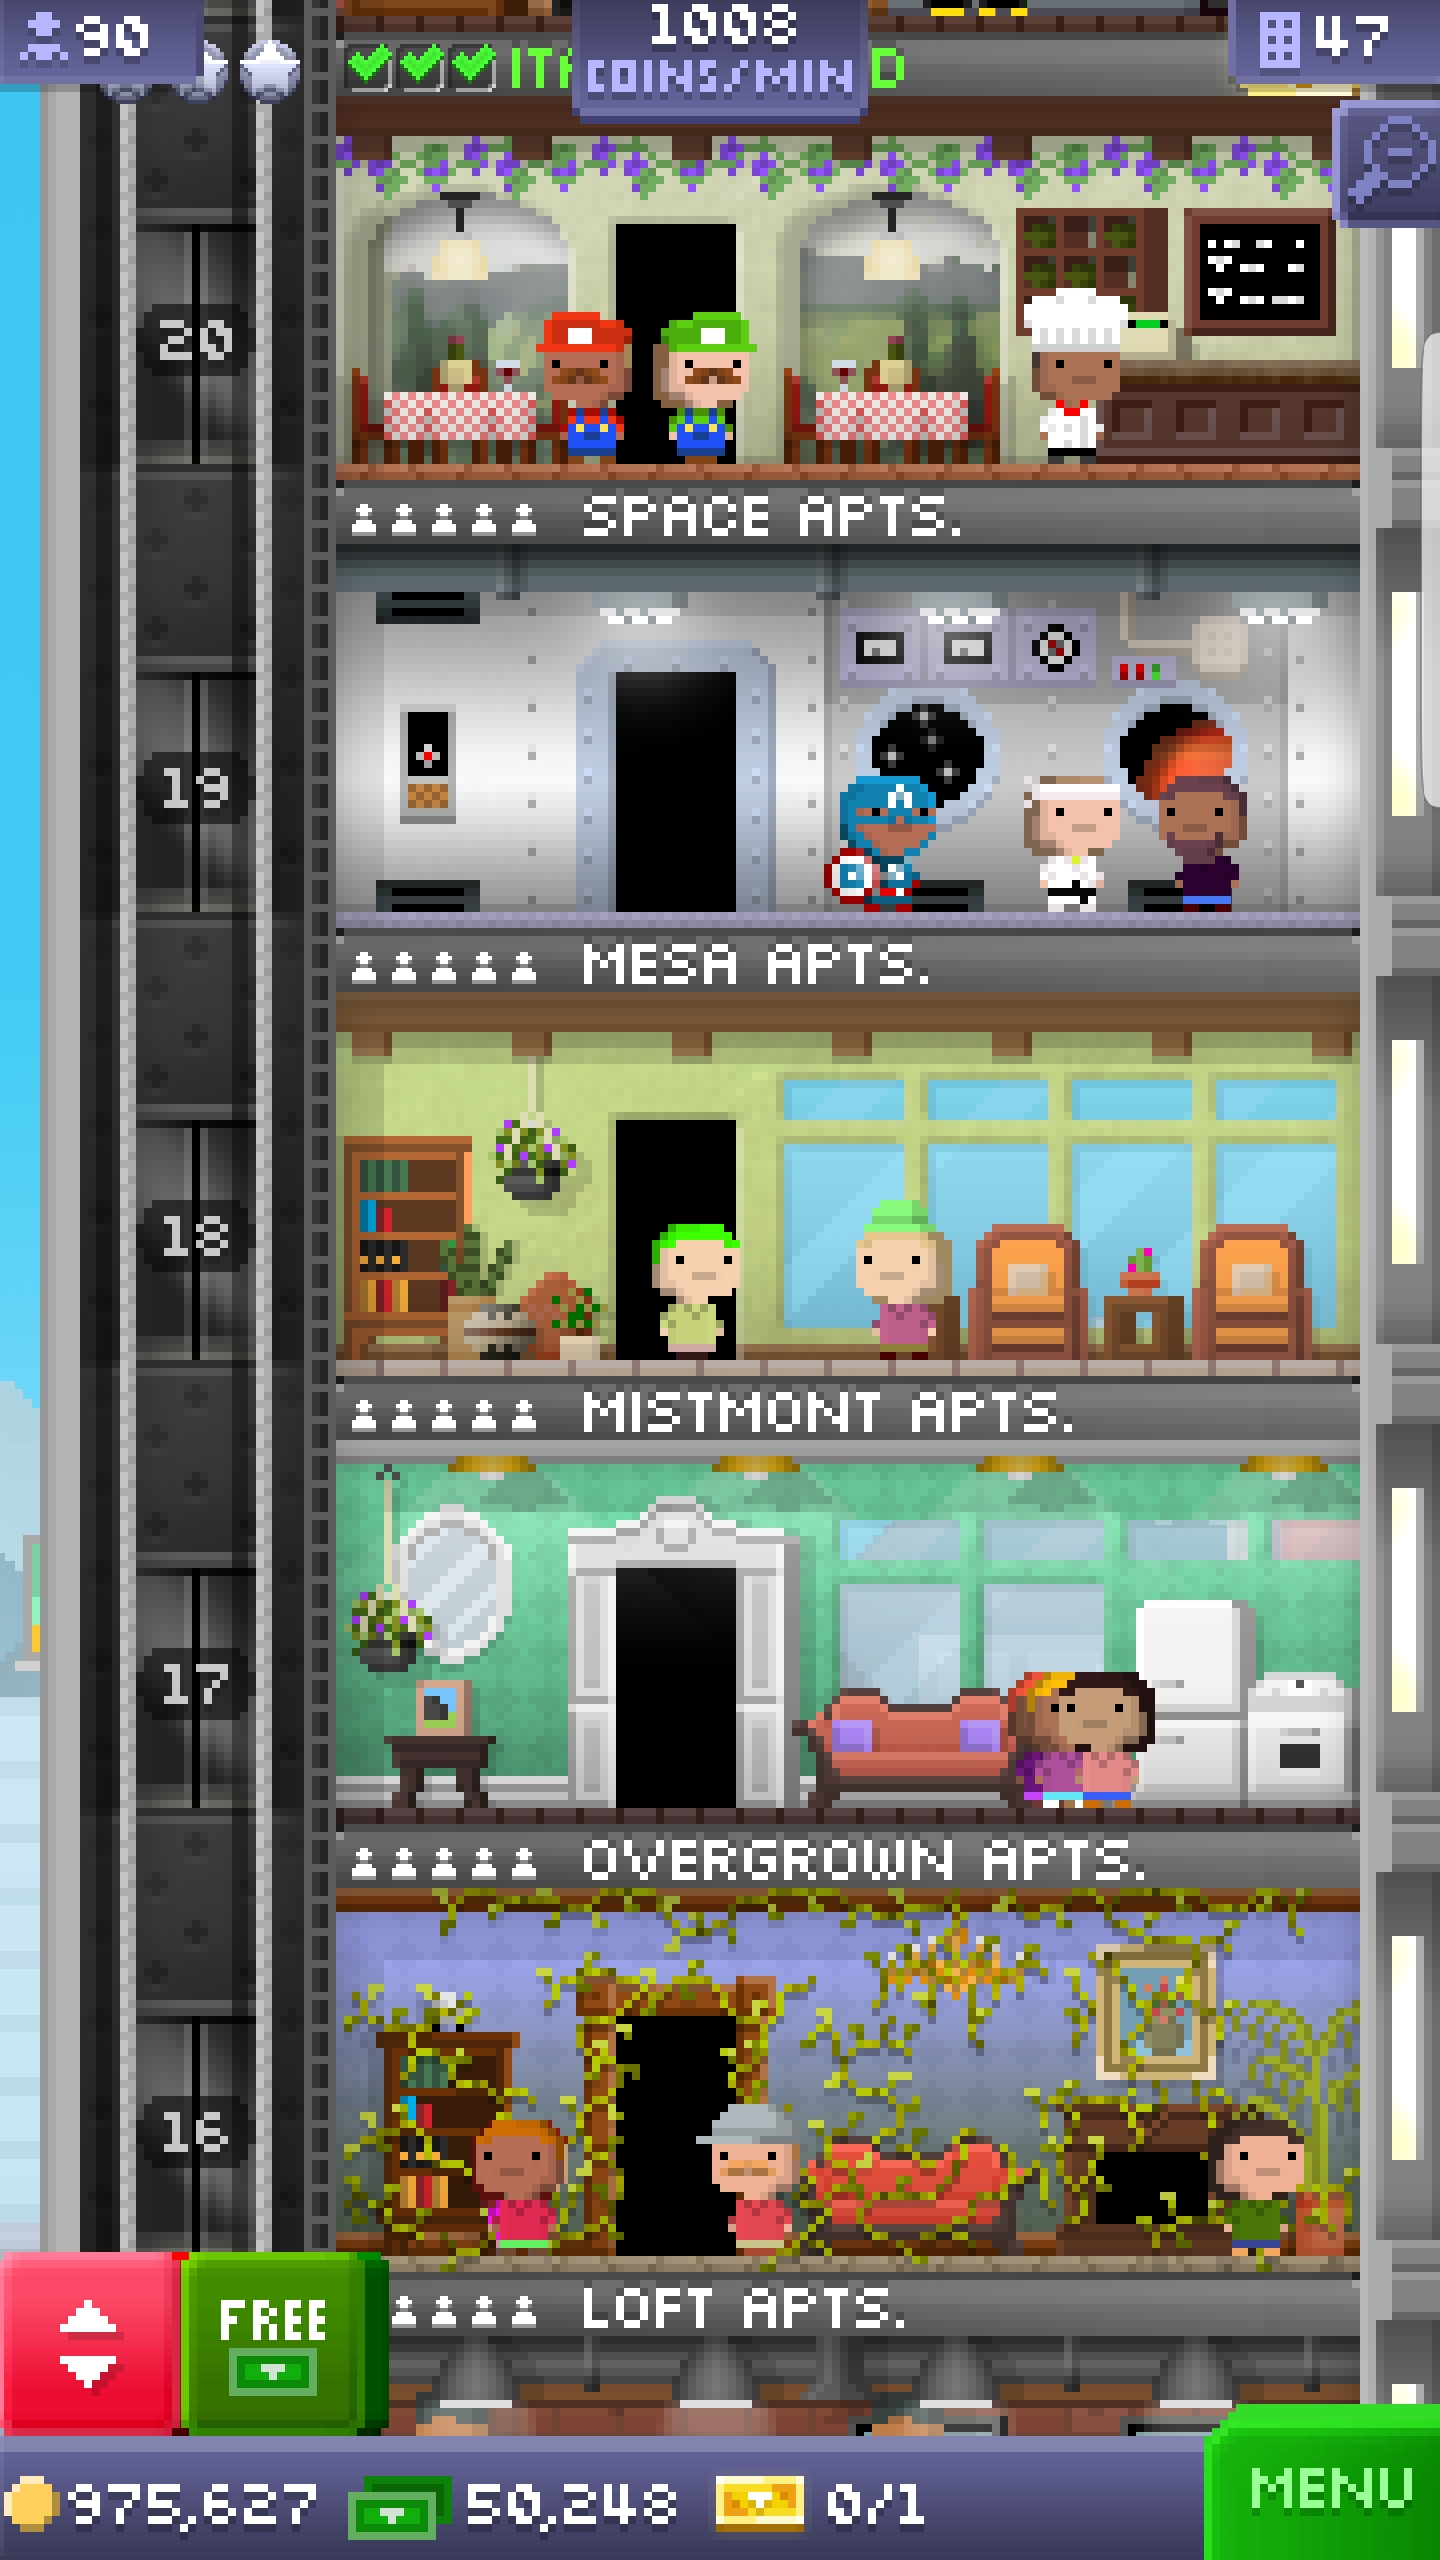 90
1008
COINS/MIN
47
20
SPACE APTS.
19
MESA APTS.
18
MISTMONT APTS.
17
OVERGROWN APTS.
16
LOFT APTS.
FREE
975,627
50,248
0/1
MENU